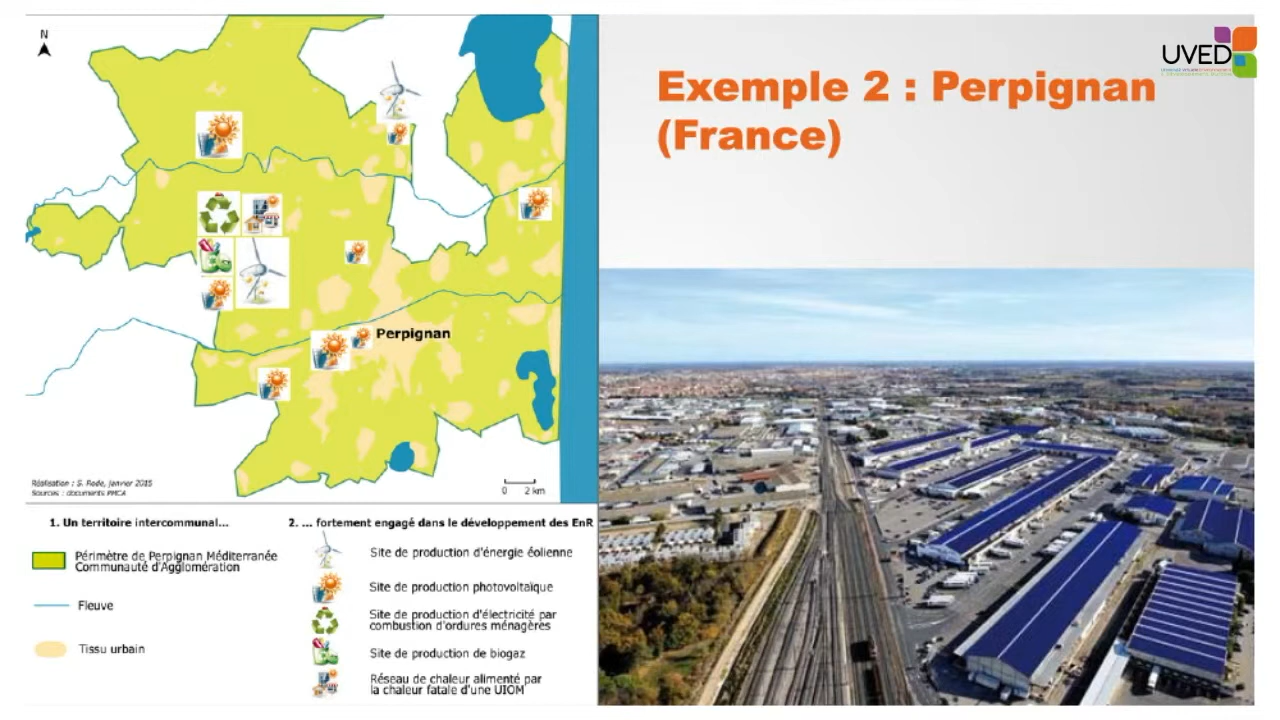 N
UVED
Exemple 2 : Perpignan
(France)
Perpignan
Réalisation : S. Rede, janvier 2015
Sources : documents PMCA
0 2 km
1. Un territoire intercommunal...
Périmètre de Perpignan Méditerranée
Communauté d'Agglomération
Fleuve
Tissu urbain
2. ... fortement engagé dans le développement des EnR
Site de production d'énergie éolienne
Site de production photovoltaïque
Site de production d'électricité par
combustion d'ordures ménagères
Site de production de biogaz
Réseau de chaleur alimenté par
la chaleur fatale d'une UIOM